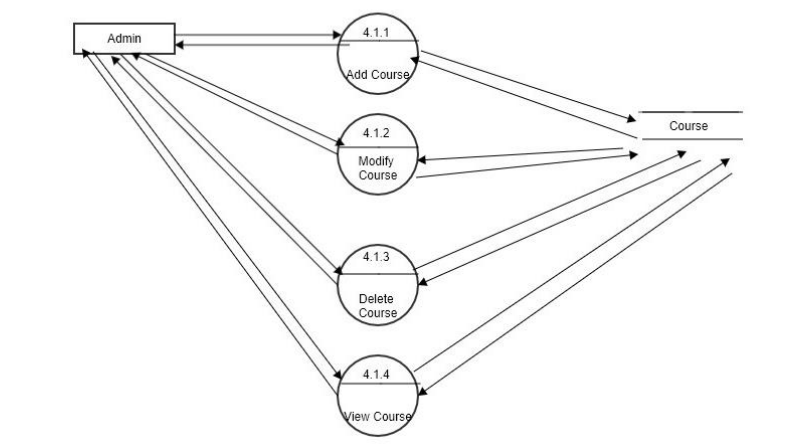 Admin
4.1.1
Add Course
4.1.2
Modify
Course
Course
4.1.3
Delete
Course
4.1.4
View Course